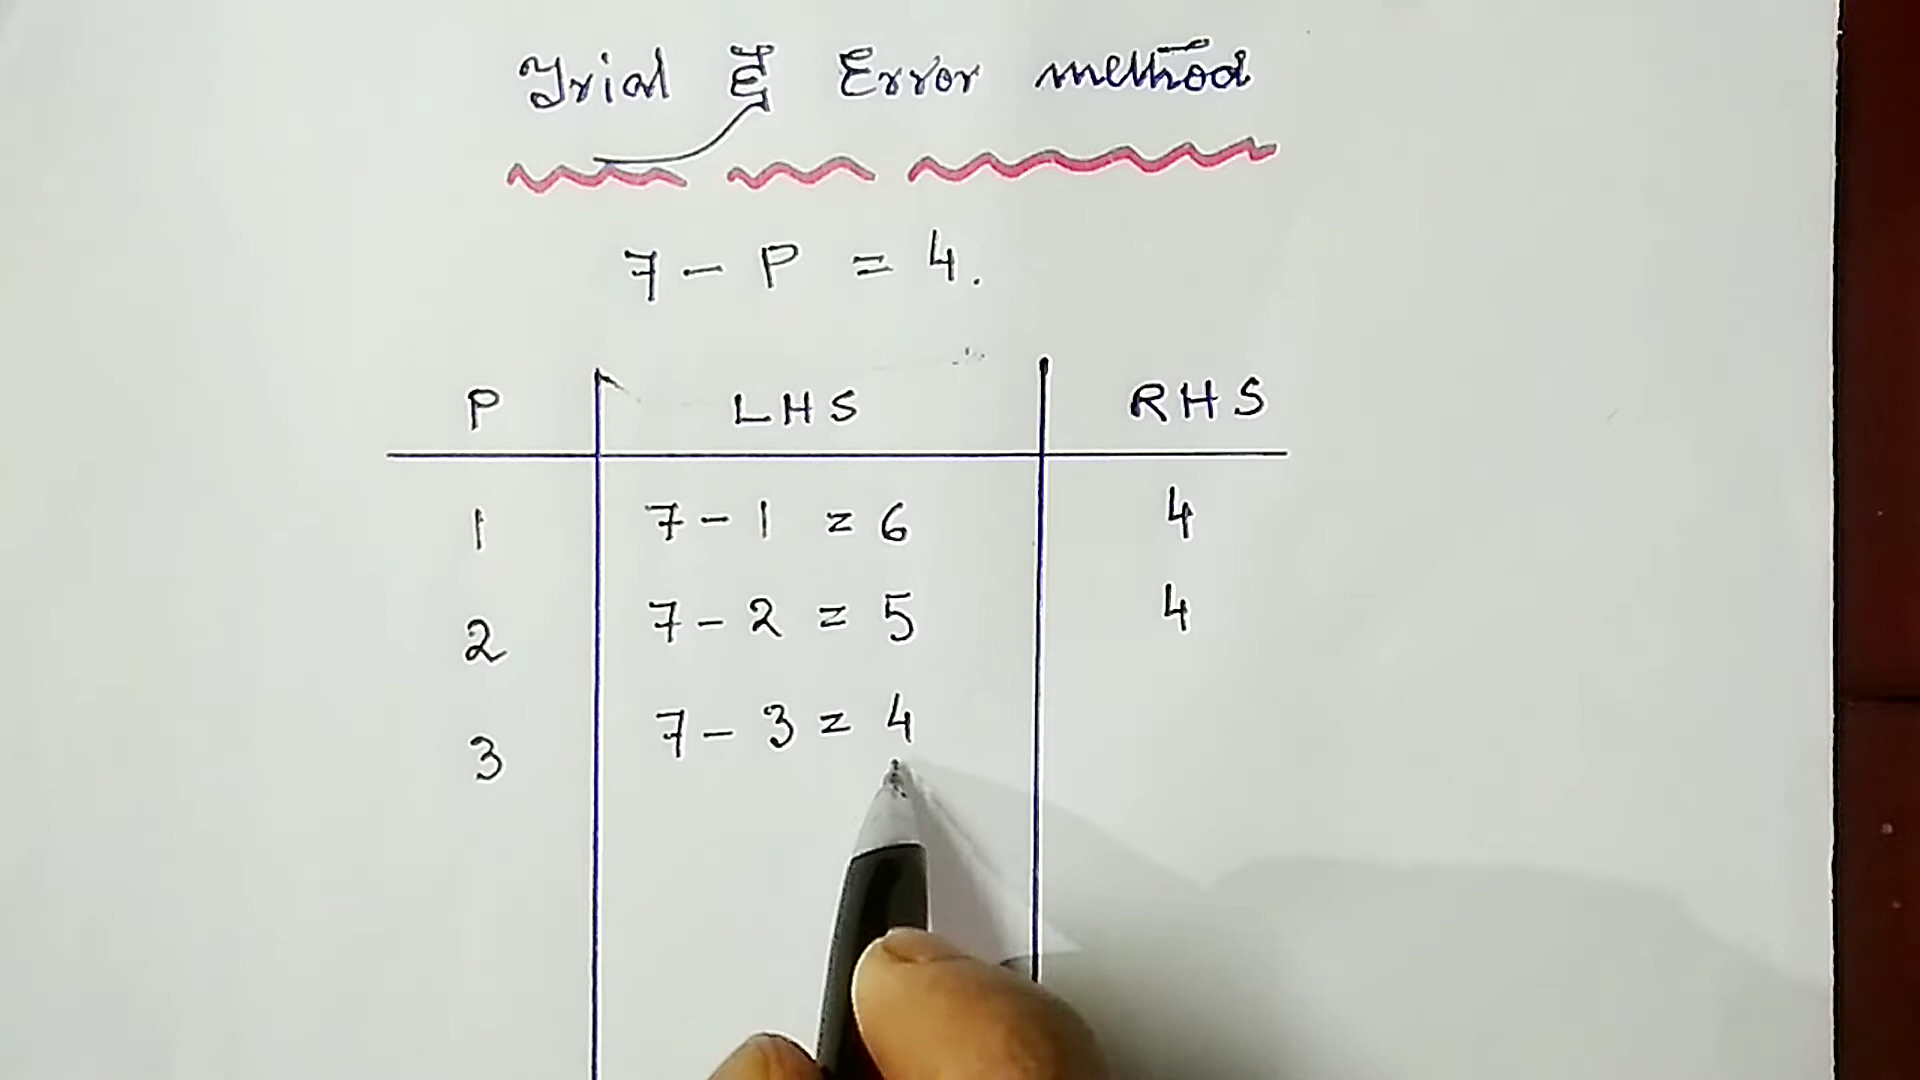 Trial & Error method
7 - P = 4.
P LHS RHS
1 7 - 1 = 6 4
2 7 - 2 = 5 4
3 7 - 3 = 4